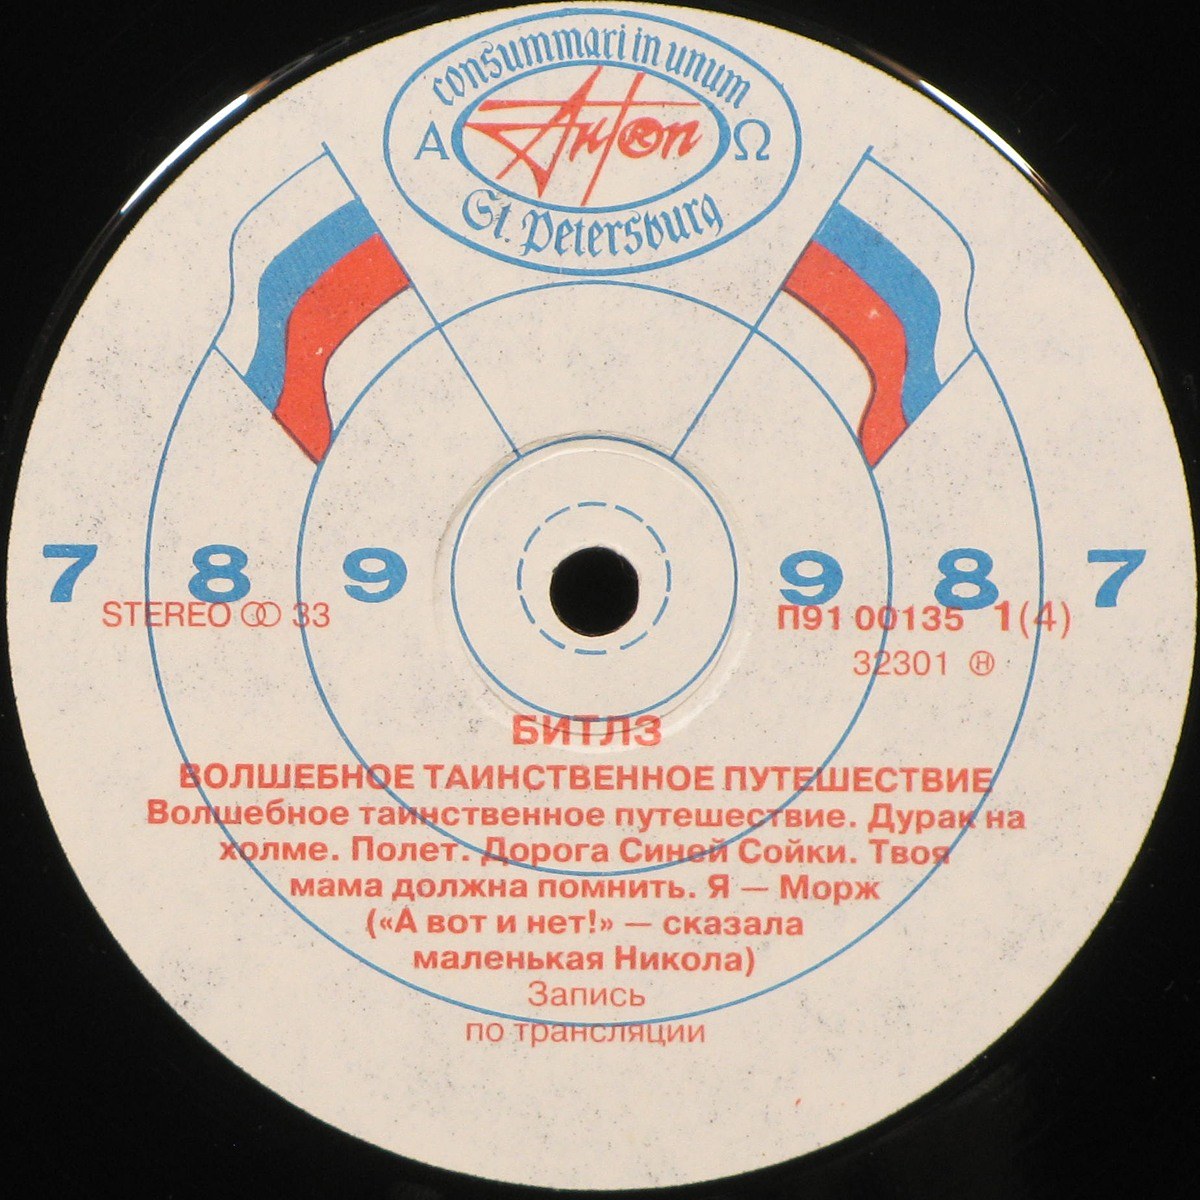 consummari in unum
Α AntⓇn Ω
St. Petersburg
7 8 9 9 8 7
STEREO 33 П91 00135 1(4)
32301 Ⓗ
БИТЛЗ
ВОЛШЕБНОЕ ТАИНСТВЕННОЕ ПУТЕШЕСТВИЕ
Волшебное таинственное путешествие. Дурак на
холме. Полет. Дорога Синей Сойки. Твоя
мама должна помнить. Я — Морж
(«А вот и нет!» — сказала
маленькая Никола)
Запись
по трансляции